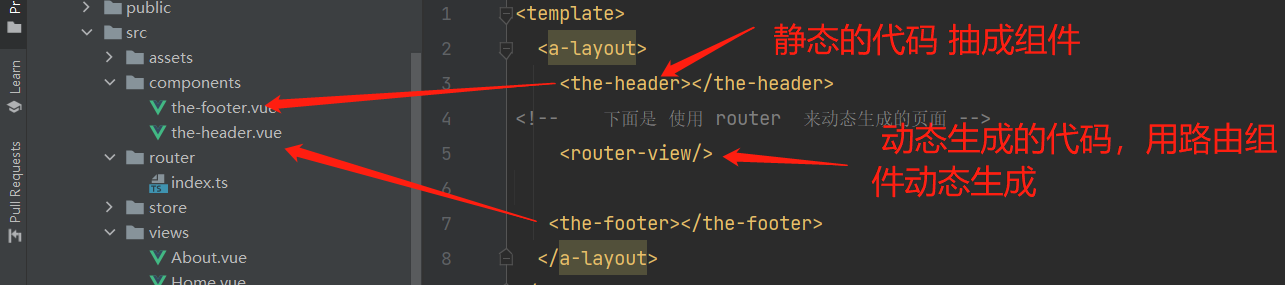 Pr
Learn
Pull Requests
public
src
assets
components
the-footer.vue
the-header.vue
router
index.ts
store
views
About.vue
Home.vue
1 <template>
2 <a-layout>
3 <the-header></the-header>
4 <!-- 下面是 使用 router 来动态生成的页面 -->
5 <router-view/>
6
7 <the-footer></the-footer>
8 </a-layout>
静态的代码 抽成组件
动态生成的代码，用路由组
件动态生成